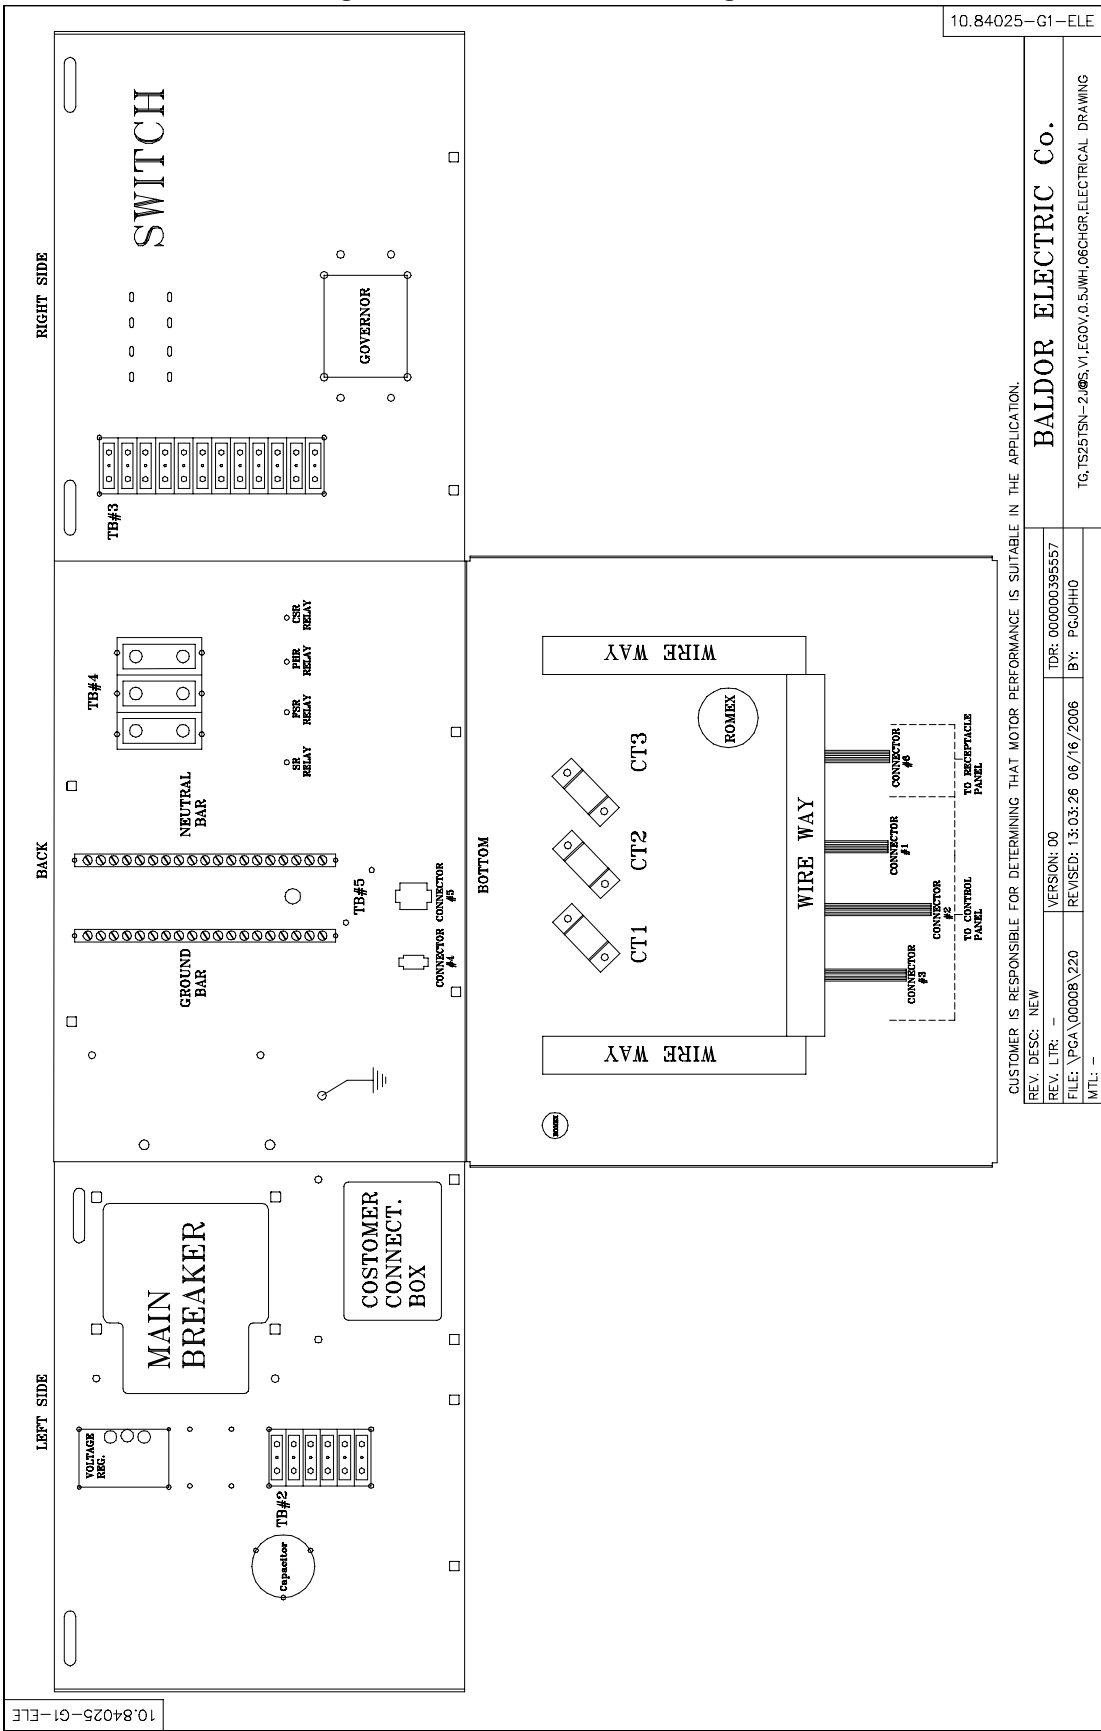 10.84025-G1-ELE
LEFT SIDE
VOLTAGE
REG.
MAIN
BREAKER
TB#2
Capacitor
COSTOMER
CONNECT.
BOX
BACK
GROUND
BAR
NEUTRAL
BAR
TB#4
TB#5
SR
RELAY
FSR
RELAY
PHR
RELAY
CSR
RELAY
CONNECTOR
#4
CONNECTOR
#5
RIGHT SIDE
TB#3
SWITCH
GOVERNOR
BOTTOM
ROMEX
WIRE WAY
CT1
CT2
CT3
ROMEX
WIRE WAY
WIRE WAY
CONNECTOR
#3
CONNECTOR
#2
CONNECTOR
#1
CONNECTOR
#6
TO CONTROL
PANEL
TO RECEPTACLE
PANEL
CUSTOMER IS RESPONSIBLE FOR DETERMINING THAT MOTOR PERFORMANCE IS SUITABLE IN THE APPLICATION.
REV. DESC: NEW
REV. LTR: -
VERSION: 00
TDR: 000000395557
FILE: \PGA\00008\220
REVISED: 13:03:26 06/16/2006
BY: PGJOHHO
MTL: -
BALDOR ELECTRIC Co.
TG,TS25TSN-2J@S,V1,EGOV,0.5JWH,06CHGR,ELECTRICAL DRAWING
10.84025-G1-ELE